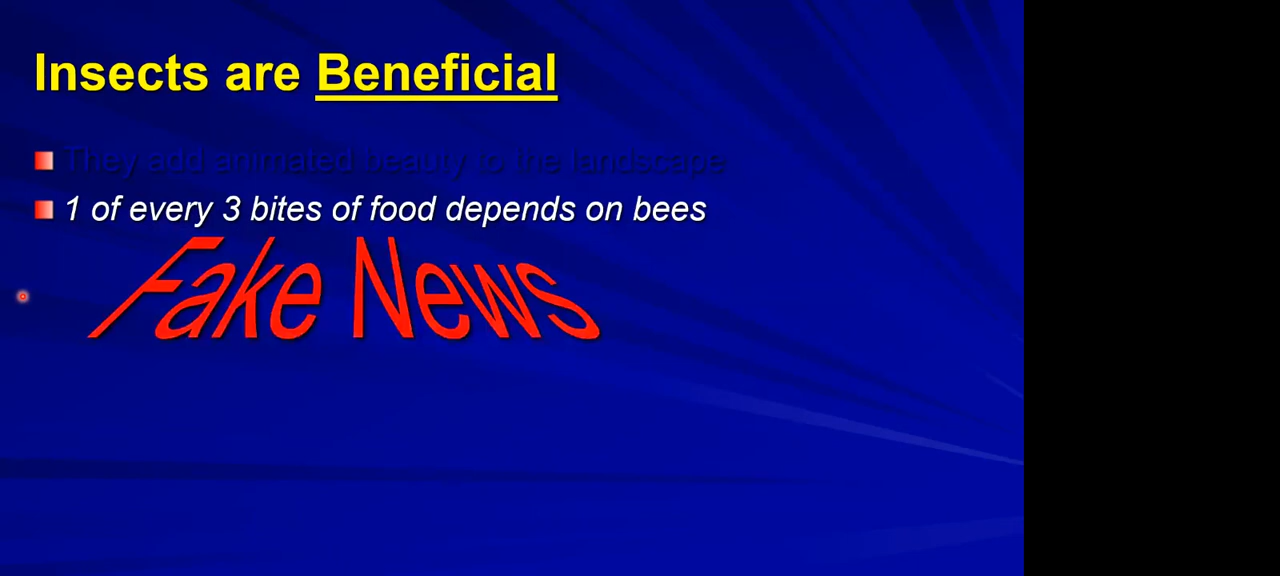 Insects are Beneficial
They add animated beauty to the landscape
1 of every 3 bites of food depends on bees
Fake News